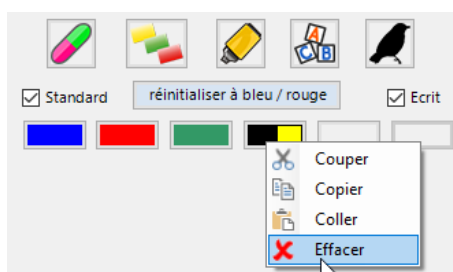 A
C
B
Standard
réinitialiser à bleu / rouge
Ecrit
Couper
Copier
Coller
Effacer